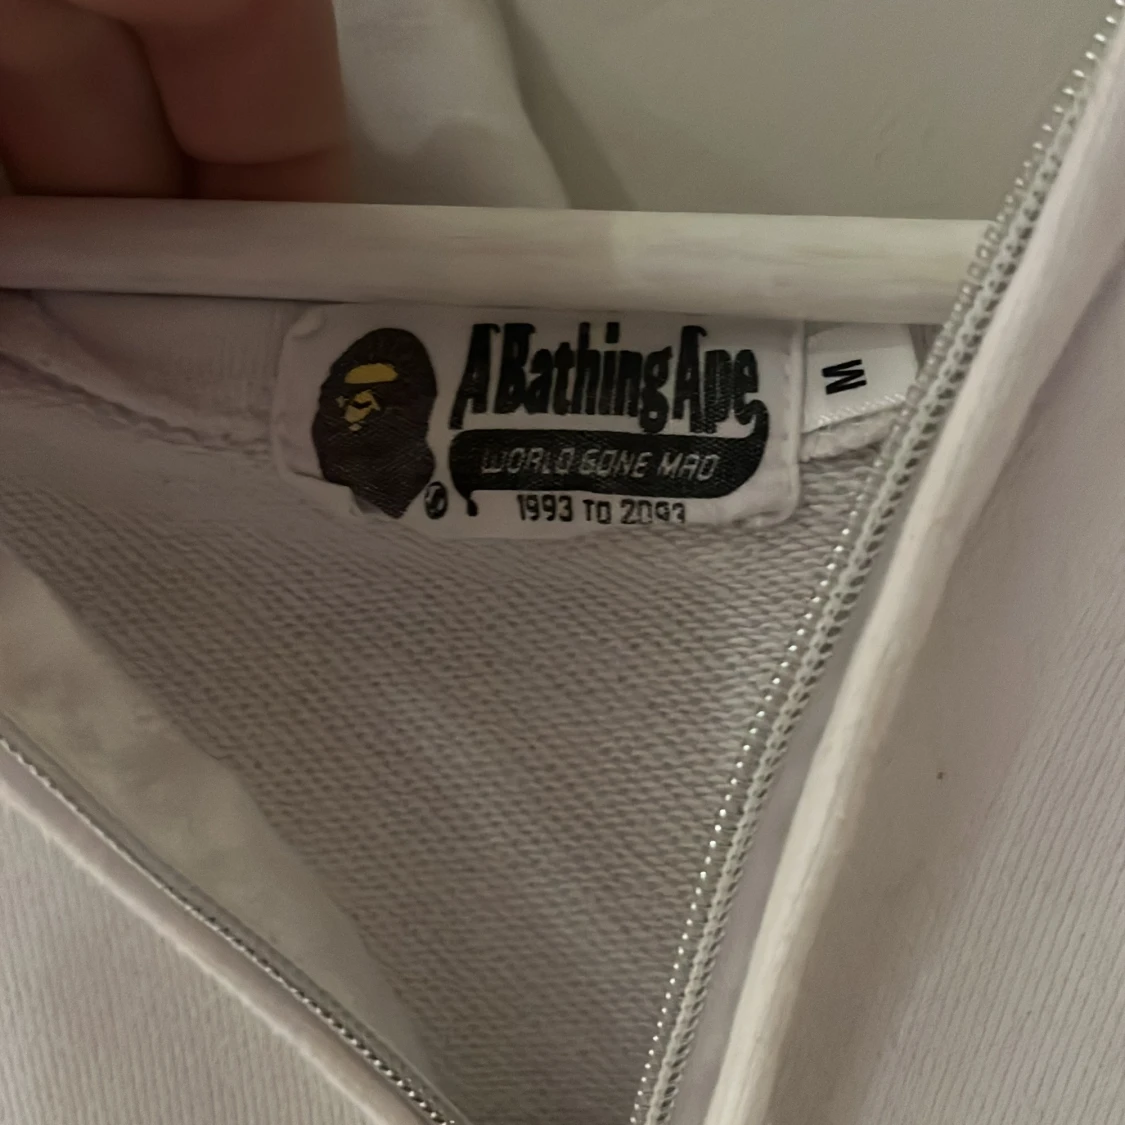 A Bathing Ape
WORLD GONE MAD
1993 TO 2093
M